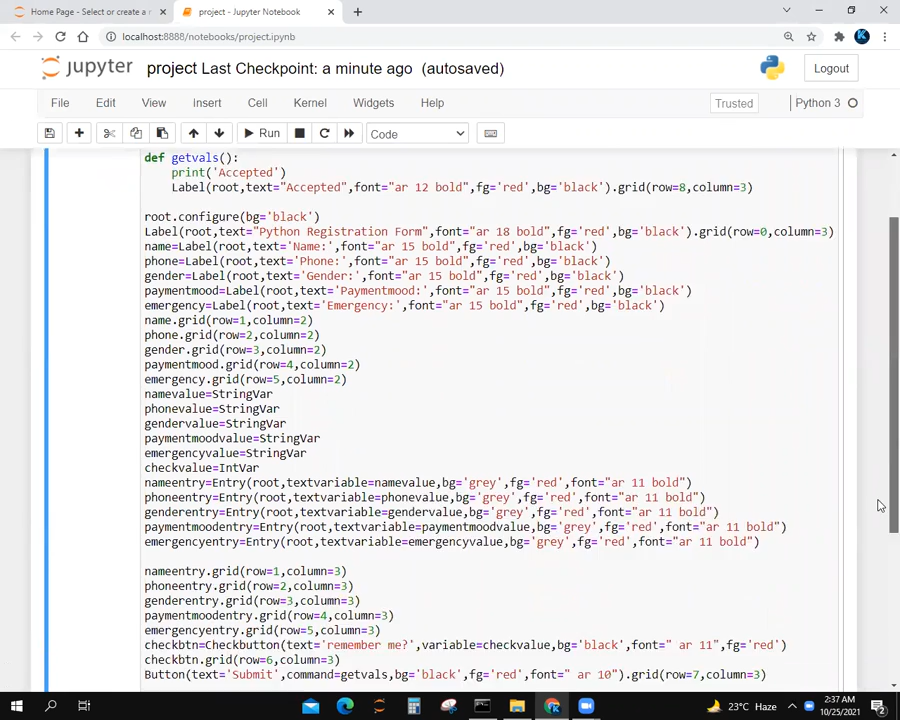 Home Page - Select or create a n
project - Jupyter Notebook
localhost:8888/notebooks/project.ipynb
jupyter project Last Checkpoint: a minute ago (autosaved)
Logout
File Edit View Insert Cell Kernel Widgets Help
Trusted
Python 3
Run
Code
def getvals():
    print('Accepted')
    Label(root,text="Accepted",font="ar 12 bold",fg='red',bg='black').grid(row=8,column=3)
root.configure(bg='black')
Label(root,text="Python Registration Form",font="ar 18 bold",fg='red',bg='black').grid(row=0,column=3)
name=Label(root,text='Name:',font="ar 15 bold",fg='red',bg='black')
phone=Label(root,text='Phone:',font="ar 15 bold",fg='red',bg='black')
gender=Label(root,text='Gender:',font="ar 15 bold",fg='red',bg='black')
paymentmood=Label(root,text='Paymentmood:',font="ar 15 bold",fg='red',bg='black')
emergency=Label(root,text='Emergency:',font="ar 15 bold",fg='red',bg='black')
name.grid(row=1,column=2)
phone.grid(row=2,column=2)
gender.grid(row=3,column=2)
paymentmood.grid(row=4,column=2)
emergency.grid(row=5,column=2)
namevalue=StringVar
phonevalue=StringVar
gendervalue=StringVar
paymentmoodvalue=StringVar
emergencyvalue=StringVar
checkvalue=IntVar
nameentry=Entry(root,textvariable=namevalue,bg='grey',fg='red',font="ar 11 bold")
phoneentry=Entry(root,textvariable=phonevalue,bg='grey',fg='red',font="ar 11 bold")
genderentry=Entry(root,textvariable=gendervalue,bg='grey',fg='red',font="ar 11 bold")
paymentmoodentry=Entry(root,textvariable=paymentmoodvalue,bg='grey',fg='red',font="ar 11 bold")
emergencyentry=Entry(root,textvariable=emergencyvalue,bg='grey',fg='red',font="ar 11 bold")
nameentry.grid(row=1,column=3)
phoneentry.grid(row=2,column=3)
genderentry.grid(row=3,column=3)
paymentmoodentry.grid(row=4,column=3)
emergencyentry.grid(row=5,column=3)
checkbtn=Checkbutton(text='remember me?',variable=checkvalue,bg='black',font=" ar 11",fg='red')
checkbtn.grid(row=6,column=3)
Button(text='Submit',command=getvals,bg='black',fg='red',font=" ar 10").grid(row=7,column=3)
23°C Haze
2:37 AM
10/25/2021
2